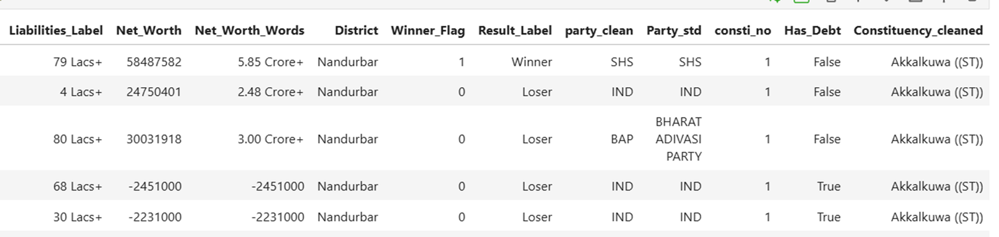 Liabilities_Label Net_Worth Net_Worth_Words District Winner_Flag Result_Label party_clean Party_std consti_no Has_Debt Constituency_cleaned
79 Lacs+ 58487582 5.85 Crore+ Nandurbar 1 Winner SHS SHS 1 False Akkalkuwa ((ST))
4 Lacs+ 24750401 2.48 Crore+ Nandurbar 0 Loser IND IND 1 False Akkalkuwa ((ST))
80 Lacs+ 30031918 3.00 Crore+ Nandurbar 0 Loser BAP BHARAT ADIVASI PARTY 1 False Akkalkuwa ((ST))
68 Lacs+ -2451000 -2451000 Nandurbar 0 Loser IND IND 1 True Akkalkuwa ((ST))
30 Lacs+ -2231000 -2231000 Nandurbar 0 Loser IND IND 1 True Akkalkuwa ((ST))